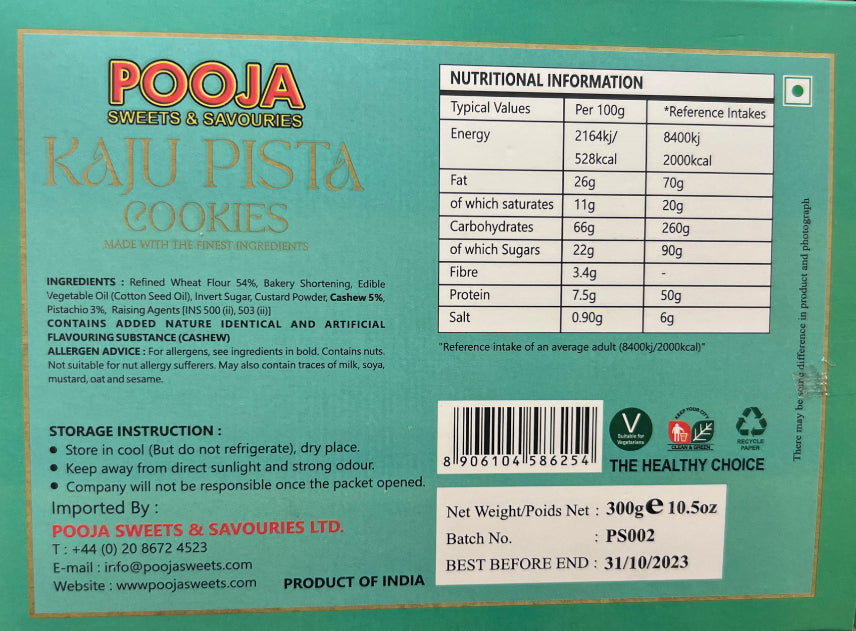 POOJA
SWEETS & SAVOURIES
KAJU PISTA
COOKIES
MADE WITH THE FINEST INGREDIENTS
INGREDIENTS : Refined Wheat Flour 54%, Bakery Shortening, Edible
Vegetable Oil (Cotton Seed Oil), Invert Sugar, Custard Powder, Cashew 5%,
Pistachio 3%, Raising Agents [INS 500 (ii), 503 (ii)]
CONTAINS ADDED NATURE IDENTICAL AND ARTIFICIAL
FLAVOURING SUBSTANCE (CASHEW)
ALLERGEN ADVICE : For allergens, see ingredients in bold. Contains nuts.
Not suitable for nut allergy sufferers. May also contain traces of milk, soya,
mustard, oat and sesame.
STORAGE INSTRUCTION :
● Store in cool (But do not refrigerate), dry place.
● Keep away from direct sunlight and strong odour.
● Company will not be responsible once the packet opened.
Imported By :
POOJA SWEETS & SAVOURIES LTD.
T : +44 (0) 20 8672 4523
E-mail : info@poojasweets.com
Website : wwwpoojasweets.com PRODUCT OF INDIA
NUTRITIONAL INFORMATION
Typical Values Per 100g *Reference Intakes
Energy 2164kj/ 8400kj
528kcal 2000kcal
Fat 26g 70g
of which saturates 11g 20g
Carbohydrates 66g 260g
of which Sugars 22g 90g
Fibre 3.4g -
Protein 7.5g 50g
Salt 0.90g 6g
"Reference intake of an average adult (8400kj/2000kcal)"
8 906104 586254
V
Suitable for
Vegetarians
KEEP YOUR CITY
CLEAN & GREEN
RECYCLE
PAPER
THE HEALTHY CHOICE
Net Weight/Poids Net : 300g e 10.5oz
Batch No. : PS002
BEST BEFORE END : 31/10/2023
There may be some difference in product and photograph